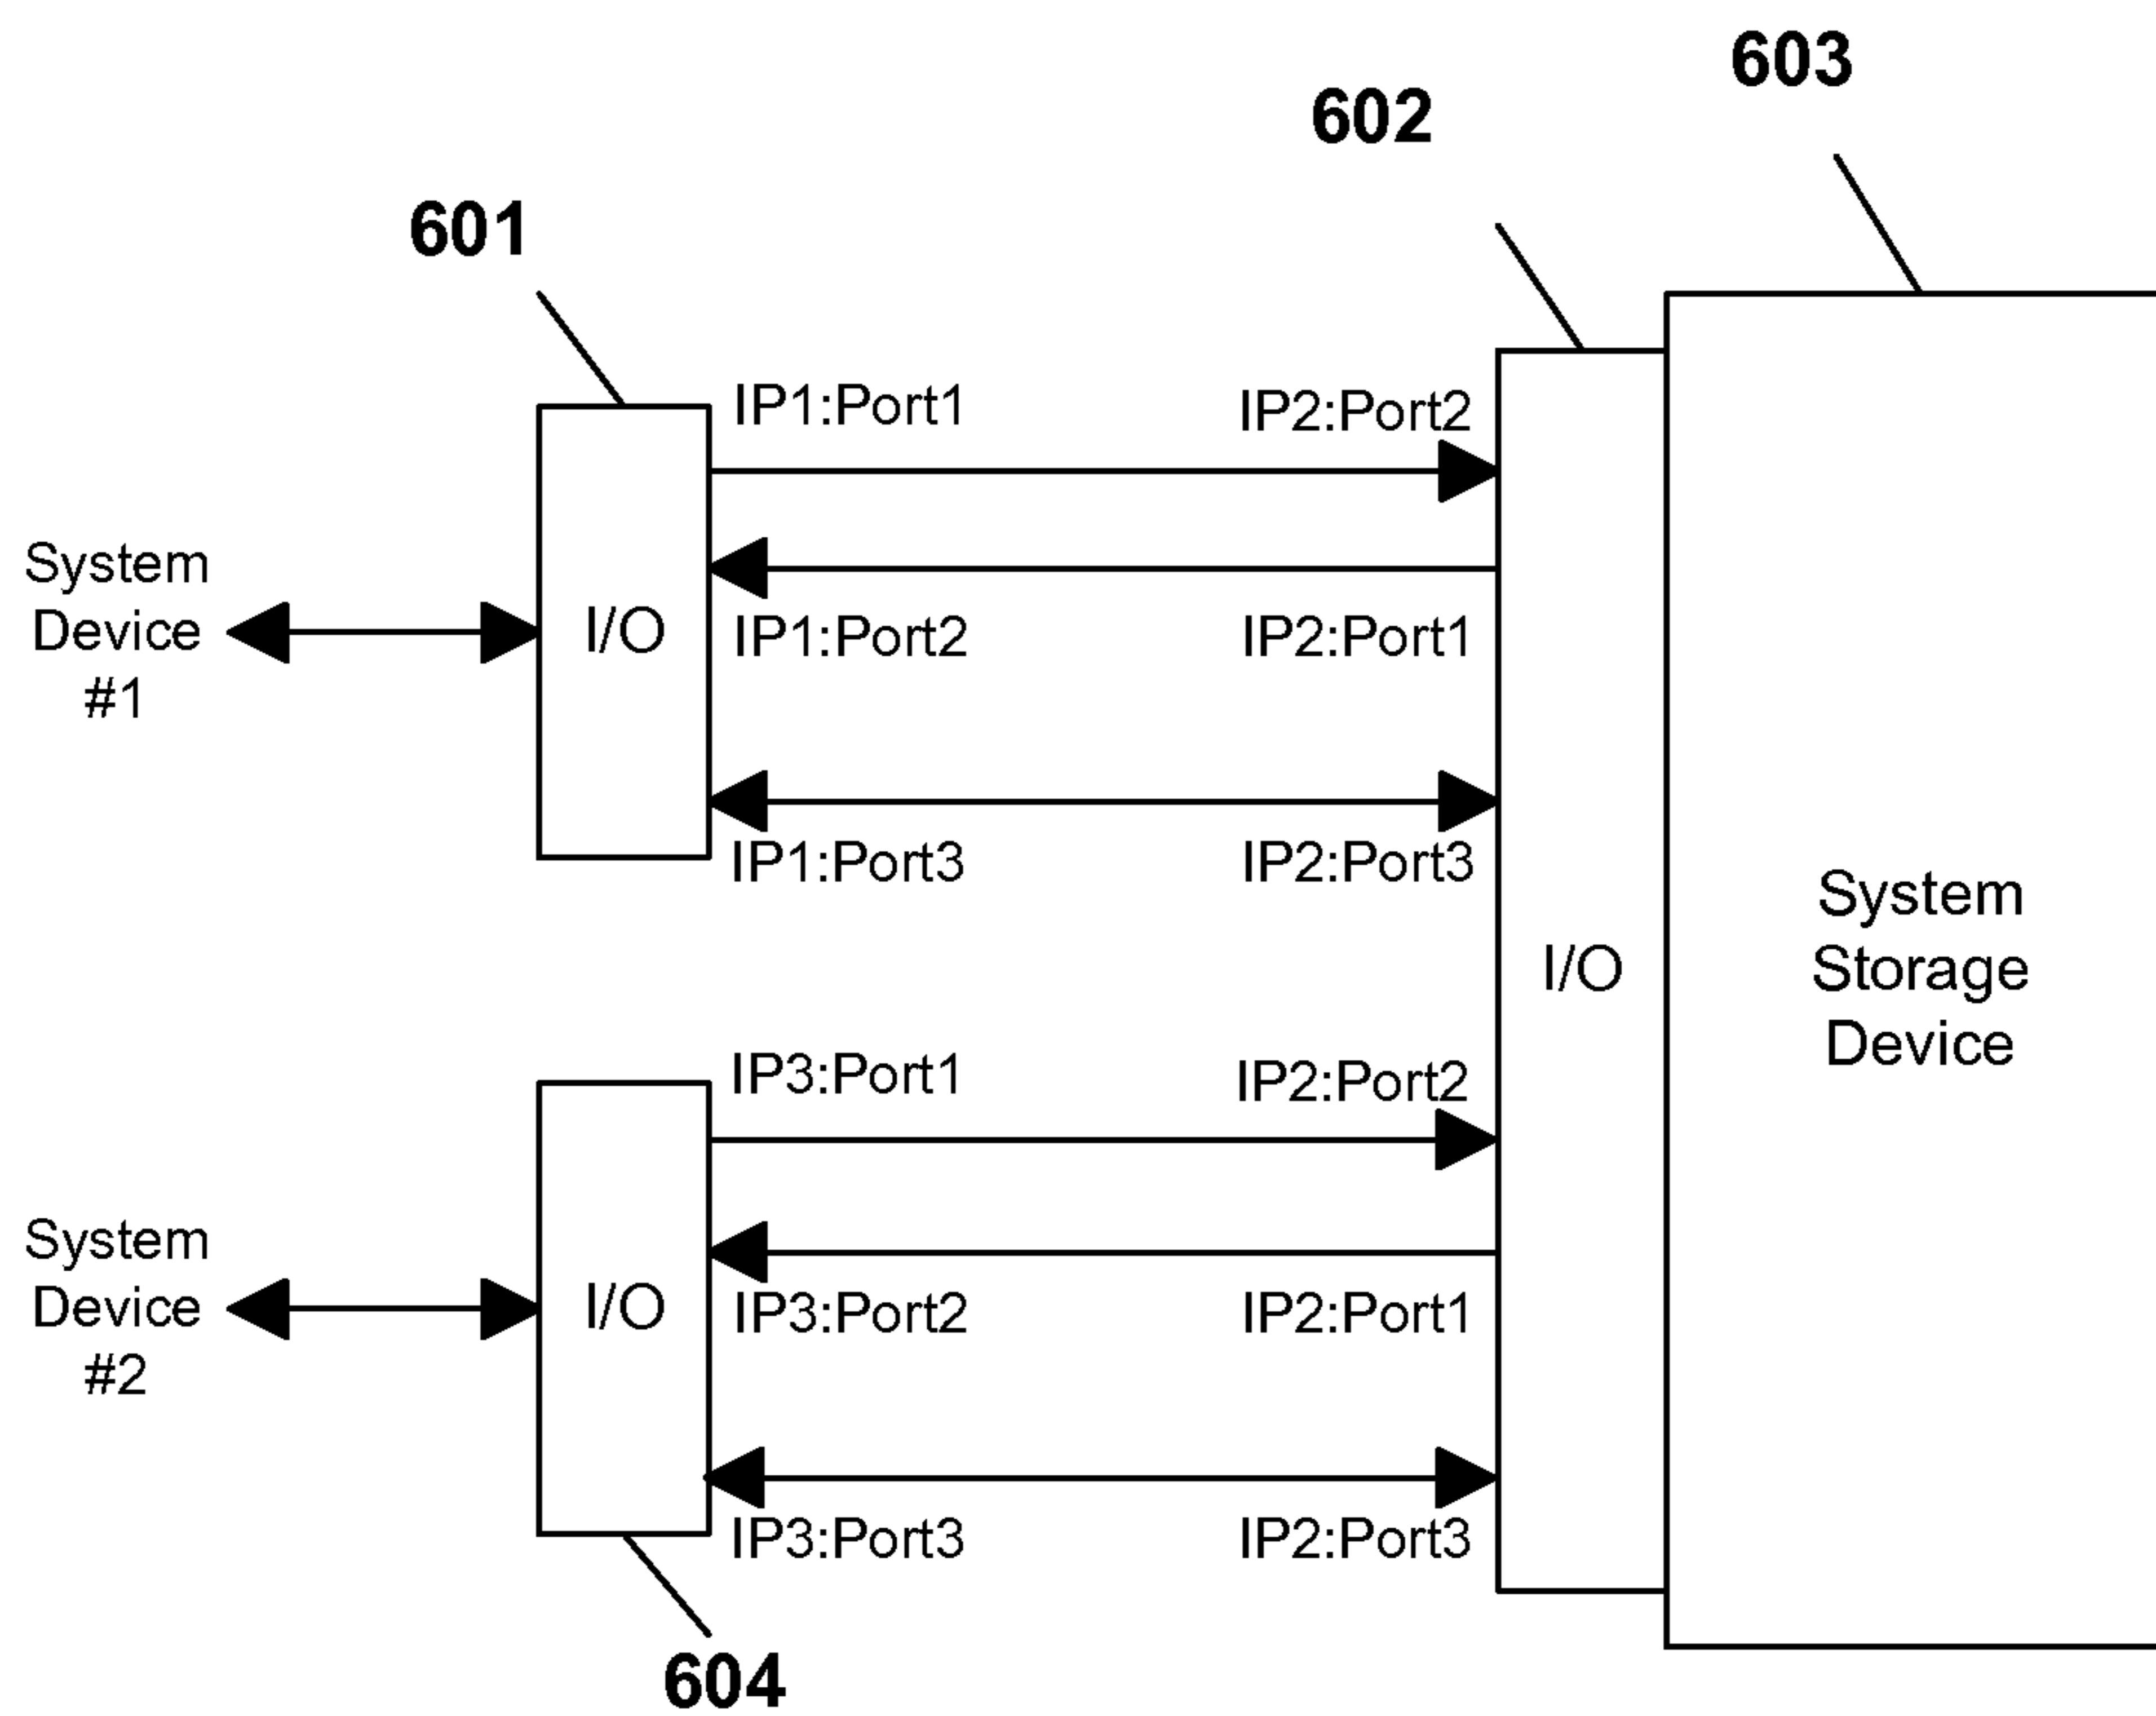 603
602
601
IP1:Port1
IP2:Port2
System
Device
#1
I/O
IP1:Port2
IP2:Port1
IP1:Port3
IP2:Port3
System
Storage
Device
I/O
IP3:Port1
IP2:Port2
System
Device
#2
I/O
IP3:Port2
IP2:Port1
IP3:Port3
IP2:Port3
604